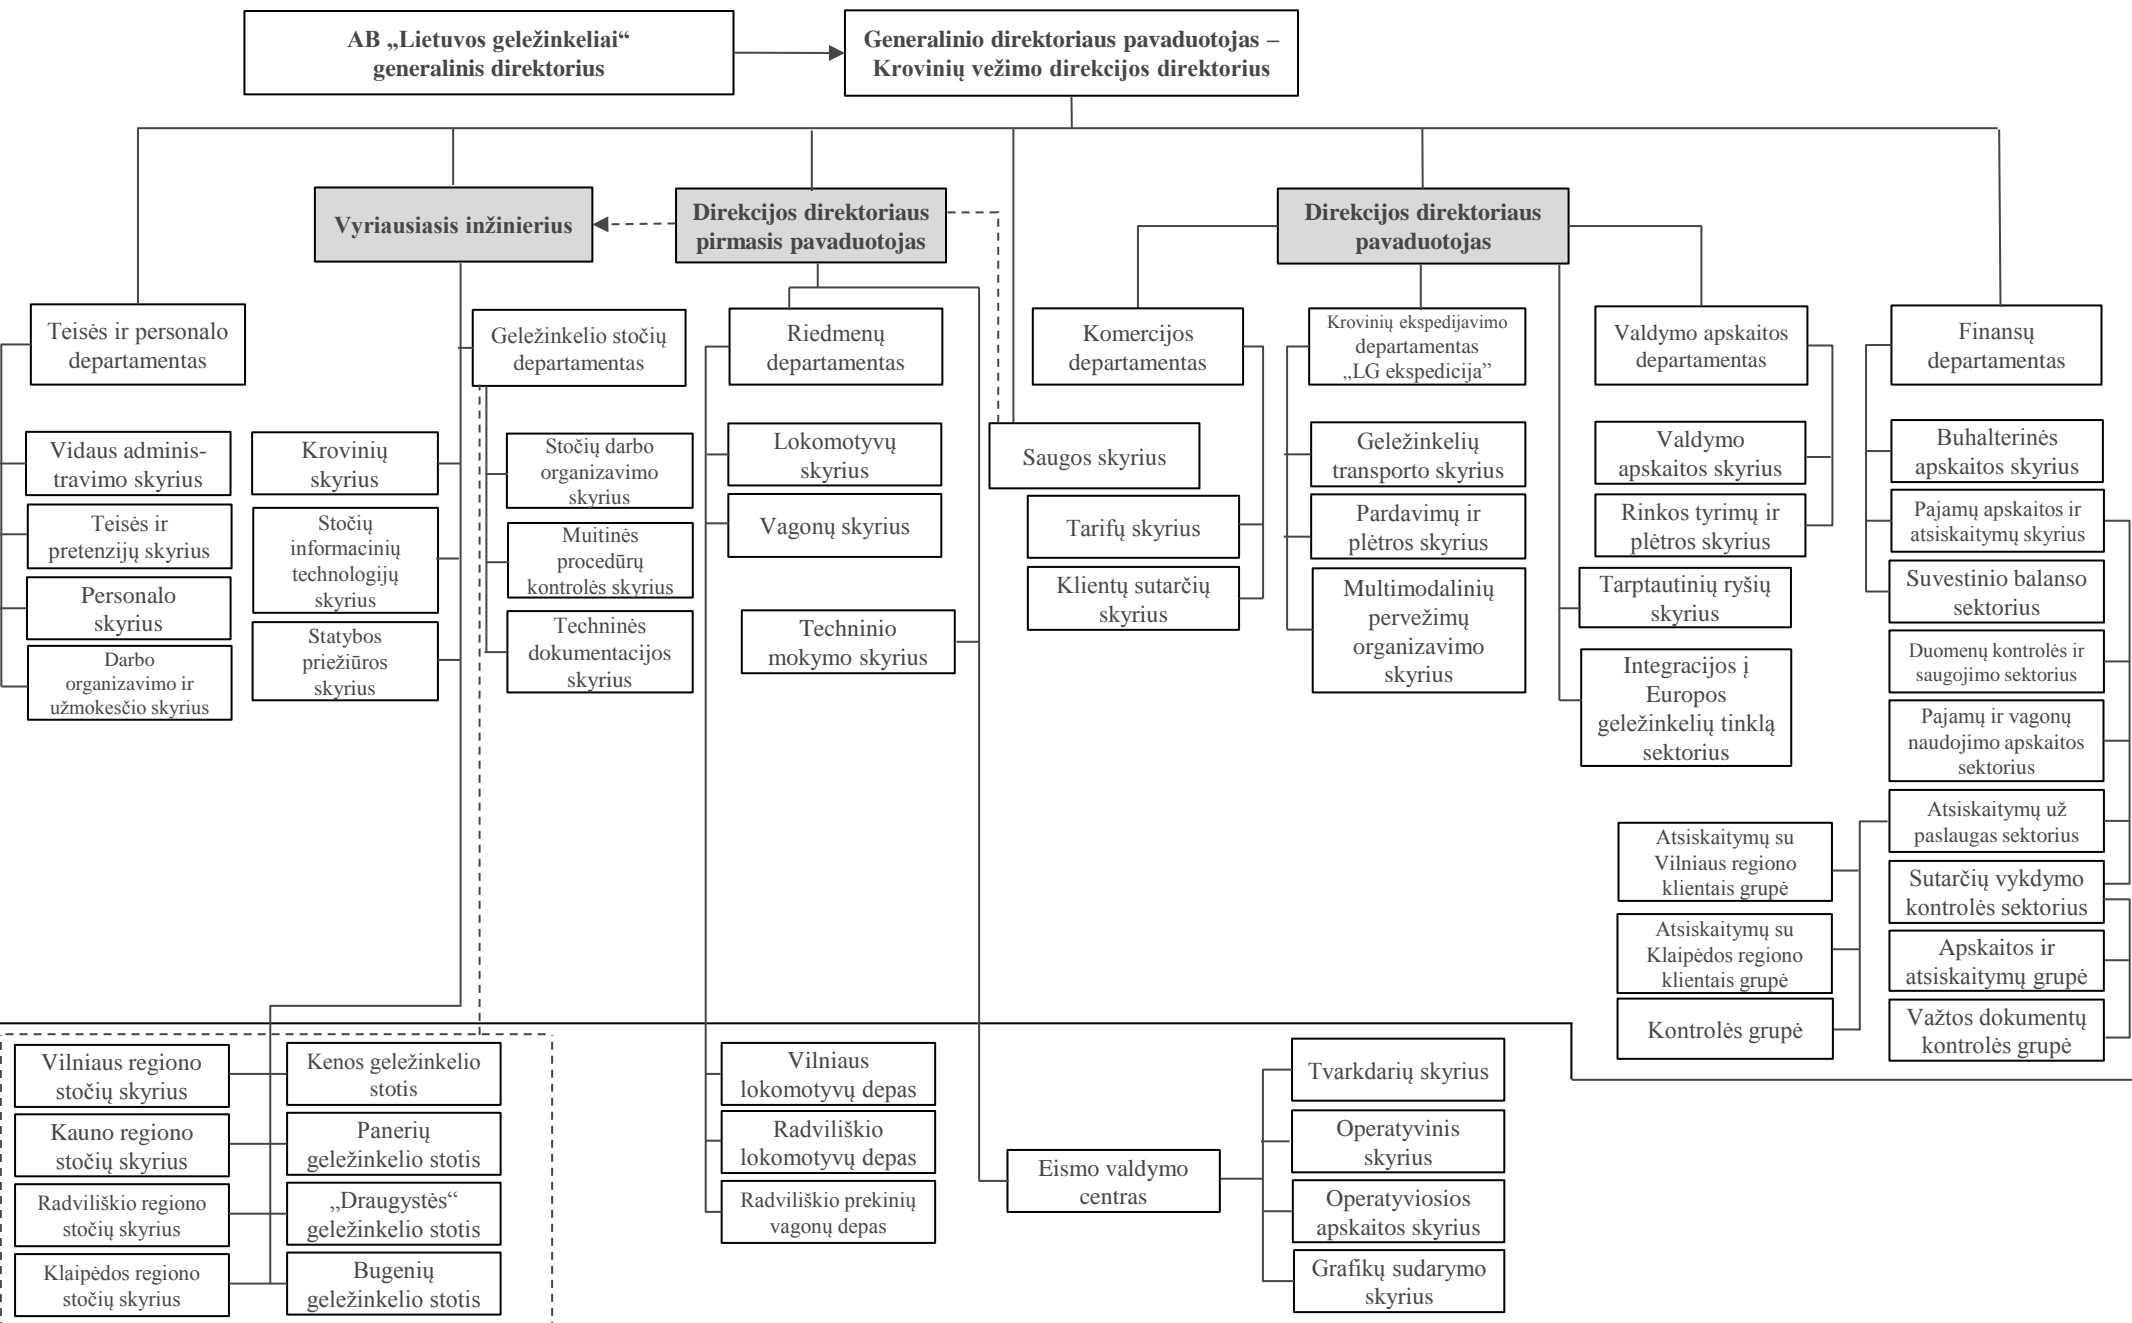 AB „Lietuvos geležinkeliai“
generalinis direktorius
Generalinio direktoriaus pavaduotojas –
Krovinių vežimo direkcijos direktorius
Vyriausiasis inžinierius
Direkcijos direktoriaus
pirmasis pavaduotojas
Direkcijos direktoriaus
pavaduotojas
Teisės ir personalo
departamentas
Geležinkelio stočių
departamentas
Riedmenų
departamentas
Komercijos
departamentas
Krovinių ekspedijavimo
departamentas
„LG ekspedicija”
Valdymo apskaitos
departamentas
Finansų
departamentas
Vidaus adminis-
travimo skyrius
Teisės ir
pretenzijų skyrius
Personalo
skyrius
Darbo
organizavimo ir
užmokesčio skyrius
Krovinių
skyrius
Stočių
informacinių
technologijų
skyrius
Statybos
priežiūros
skyrius
Stočių darbo
organizavimo
skyrius
Muitinės
procedūrų
kontrolės skyrius
Techninės
dokumentacijos
skyrius
Lokomotyvų
skyrius
Vagonų skyrius
Techninio
mokymo skyrius
Saugos skyrius
Tarifų skyrius
Klientų sutarčių
skyrius
Geležinkelių
transporto skyrius
Pardavimų ir
plėtros skyrius
Multimodalinių
pervežimų
organizavimo
skyrius
Valdymo
apskaitos skyrius
Rinkos tyrimų ir
plėtros skyrius
Tarptautinių ryšių
skyrius
Integracijos į
Europos
geležinkelių tinklą
sektorius
Buhalterinės
apskaitos skyrius
Pajamų apskaitos ir
atsiskaitymų skyrius
Suvestinio balanso
sektorius
Duomenų kontrolės ir
saugojimo sektorius
Pajamų ir vagonų
naudojimo apskaitos
sektorius
Atsiskaitymų už
paslaugas sektorius
Sutarčių vykdymo
kontrolės sektorius
Apskaitos ir
atsiskaitymų grupė
Važtos dokumentų
kontrolės grupė
Atsiskaitymų su
Vilniaus regiono
klientais grupė
Atsiskaitymų su
Klaipėdos regiono
klientais grupė
Kontrolės grupė
Vilniaus regiono
stočių skyrius
Kauno regiono
stočių skyrius
Radviliškio regiono
stočių skyrius
Klaipėdos regiono
stočių skyrius
Kenos geležinkelio
stotis
Panerių
geležinkelio stotis
„Draugystės“
geležinkelio stotis
Bugenių
geležinkelio stotis
Vilniaus
lokomotyvų depas
Radviliškio
lokomotyvų depas
Radviliškio prekinių
vagonų depas
Eismo valdymo
centras
Tvarkdarių skyrius
Operatyvinis
skyrius
Operatyviosios
apskaitos skyrius
Grafikų sudarymo
skyrius